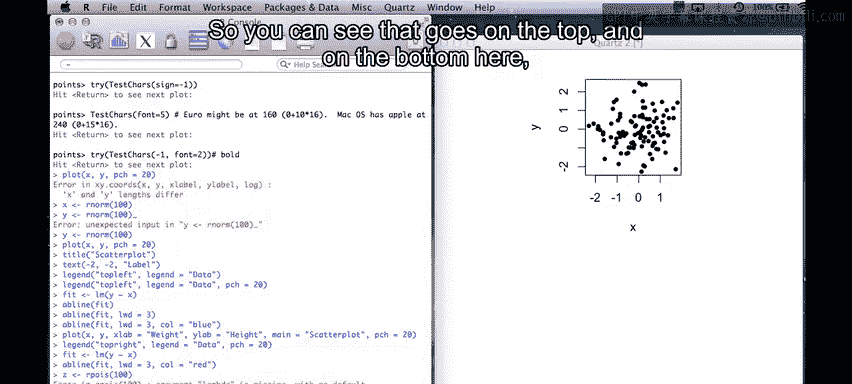 R File Edit Format Workspace Packages & Data Misc Quartz Window Help
100%
Console
So you can see that goes on the top, and
on the bottom here,
Quartz 2
Help
points> try(TestChars(sign=-1))
Hit <Return> to see next plot:
points> TestChars(font=5) # Euro might be at 160 (0+10*16). Mac OS has apple at
240 (0+15*16).
Hit <Return> to see next plot:
points> try(TestChars(-1, font=2))# bold
Hit <Return> to see next plot:
> plot(x, y, pch = 20)
Error in xy.coords(x, y, xlabel, ylabel, log) :
'x' and 'y' lengths differ
> x <- rnorm(100)
> y <- rnorm(100)_
Error: unexpected input in "y <- rnorm(100)_"
> y <- rnorm(100)
> plot(x, y, pch = 20)
> title("Scatterplot")
> text(-2, -2, "Label")
> legend("topleft", legend = "Data")
> legend("topleft", legend = "Data", pch = 20)
> fit <- lm(y ~ x)
> abline(fit)
> abline(fit, lwd = 3)
> abline(fit, lwd = 3, col = "blue")
> plot(x, y, xlab = "Weight", ylab = "Height", main = "Scatterplot", pch = 20)
> legend("topright", legend = "Data", pch = 20)
> fit <- lm(y ~ x)
> abline(fit, lwd = 3, col = "red")
> z <- rpois(100)
2
1
0
-2
y
-2 -1 0 1
x